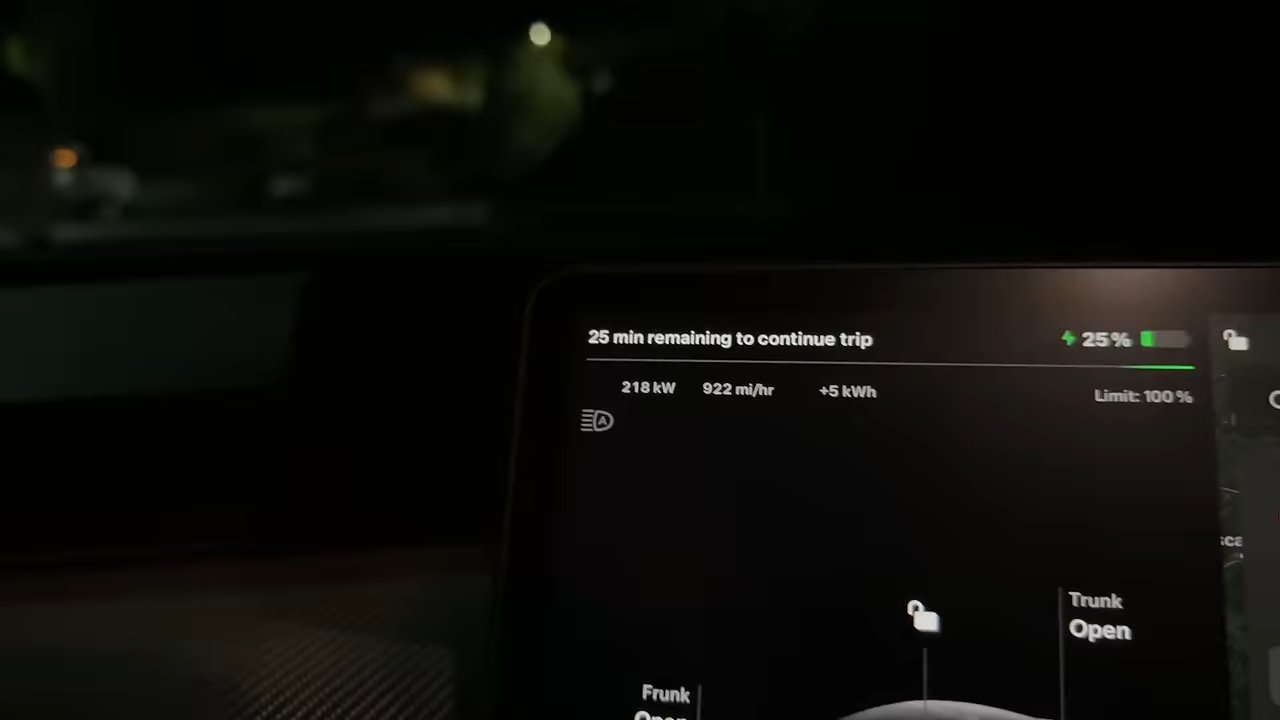 25 min remaining to continue trip
25%
218 kW 922 mi/hr +5 kWh
Limit: 100%
A
Trunk
Open
Frunk
Open